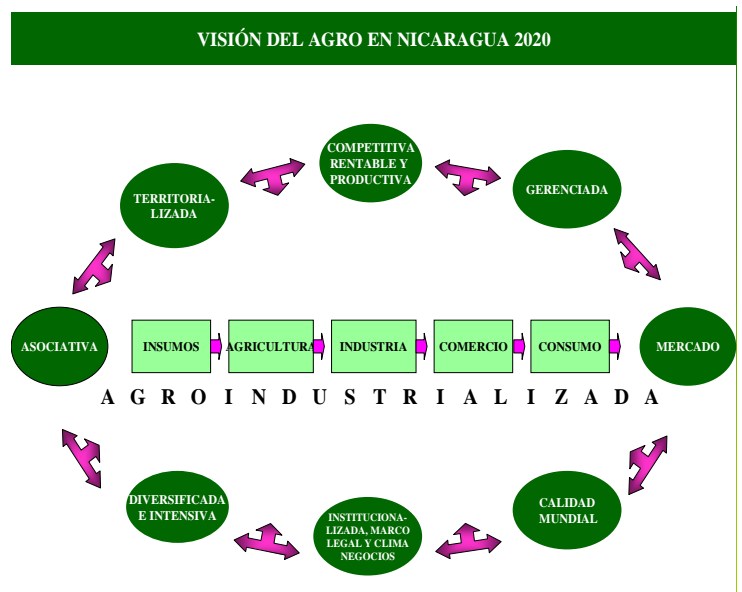 VISIÓN DEL AGRO EN NICARAGUA 2020
COMPETITIVA
RENTABLE Y
PRODUCTIVA
TERRITORIA-
LIZADA
GERENCIADA
ASOCIATIVA
INSUMOS
AGRICULTURA
INDUSTRIA
COMERCIO
CONSUMO
MERCADO
A G R O I N D U S T R I A L I Z A D A
DIVERSIFICADA
E INTENSIVA
INSTITUCIONA-
LIZADA, MARCO
LEGAL Y CLIMA
NEGOCIOS
CALIDAD
MUNDIAL